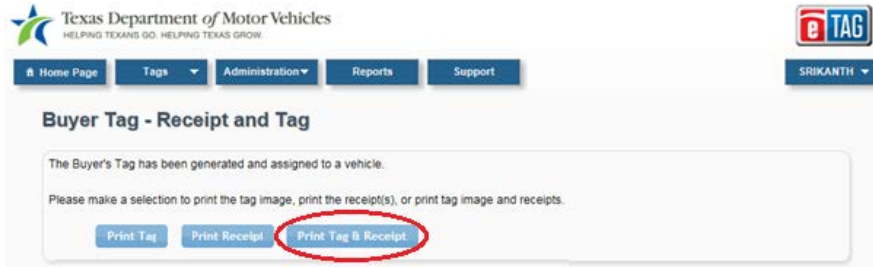 Texas Department of Motor Vehicles
HELPING TEXANS GO. HELPING TEXAS GROW.
e TAG
Home Page Tags Administration Reports Support SRIKANTH
Buyer Tag - Receipt and Tag
The Buyer's Tag has been generated and assigned to a vehicle.
Please make a selection to print the tag image, print the receipt(s), or print tag image and receipts.
Print Tag Print Receipt Print Tag & Receipt